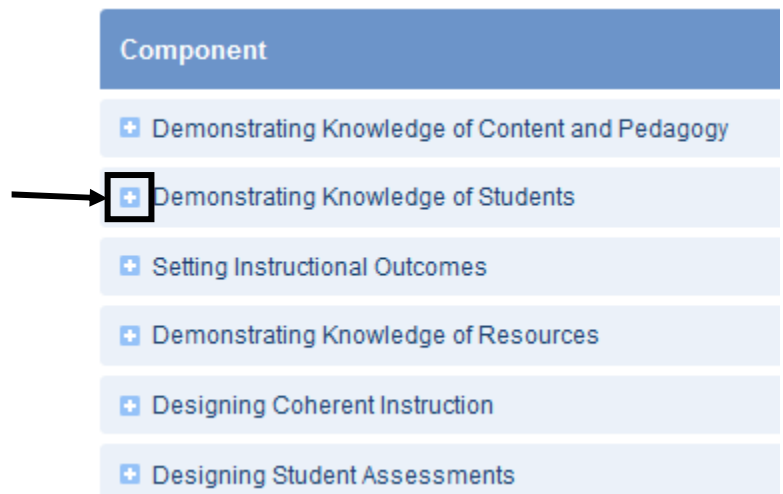 Component
Demonstrating Knowledge of Content and Pedagogy
Demonstrating Knowledge of Students
Setting Instructional Outcomes
Demonstrating Knowledge of Resources
Designing Coherent Instruction
Designing Student Assessments